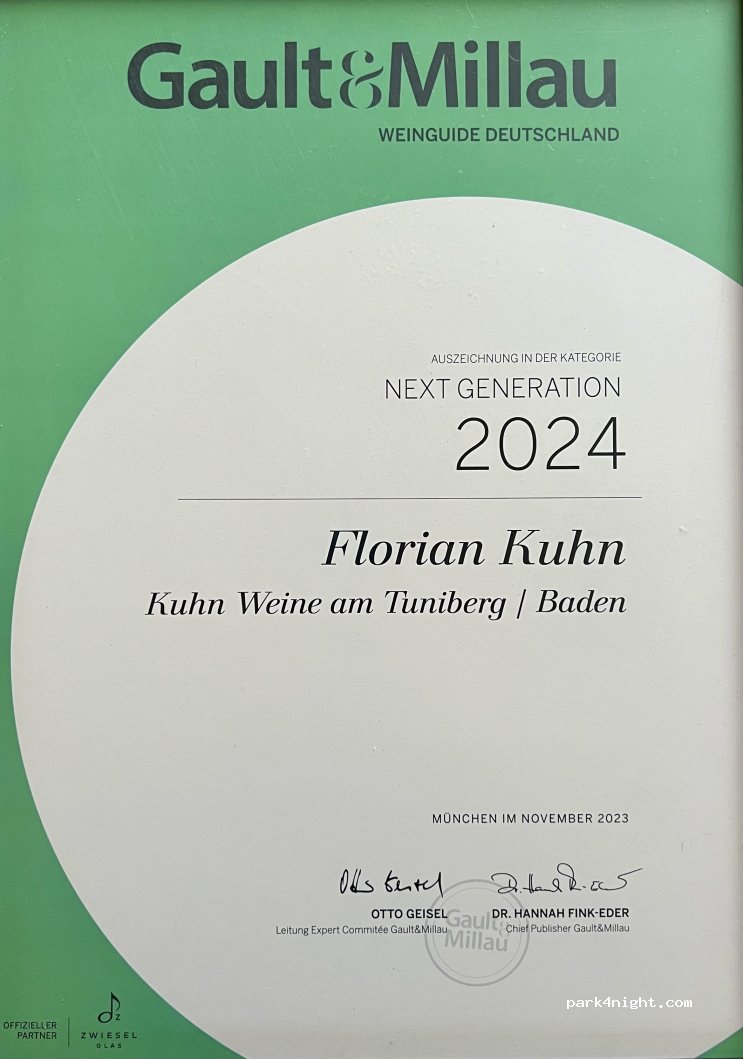 Gault&Millau
WEINGUIDE DEUTSCHLAND
AUSZEICHNUNG IN DER KATEGORIE
NEXT GENERATION
2024
Florian Kuhn
Kuhn Weine am Tuniberg | Baden
MÜNCHEN IM NOVEMBER 2023
Otto Geisel
OTTO GEISEL
Leitung Expert Commitée Gault&Millau
DR. HANNAH FINK-EDER
Chief Publisher Gault&Millau
Gault&
Millau
OFFIZIELLER
PARTNER
ZWIESEL
GLAS
park4night.com